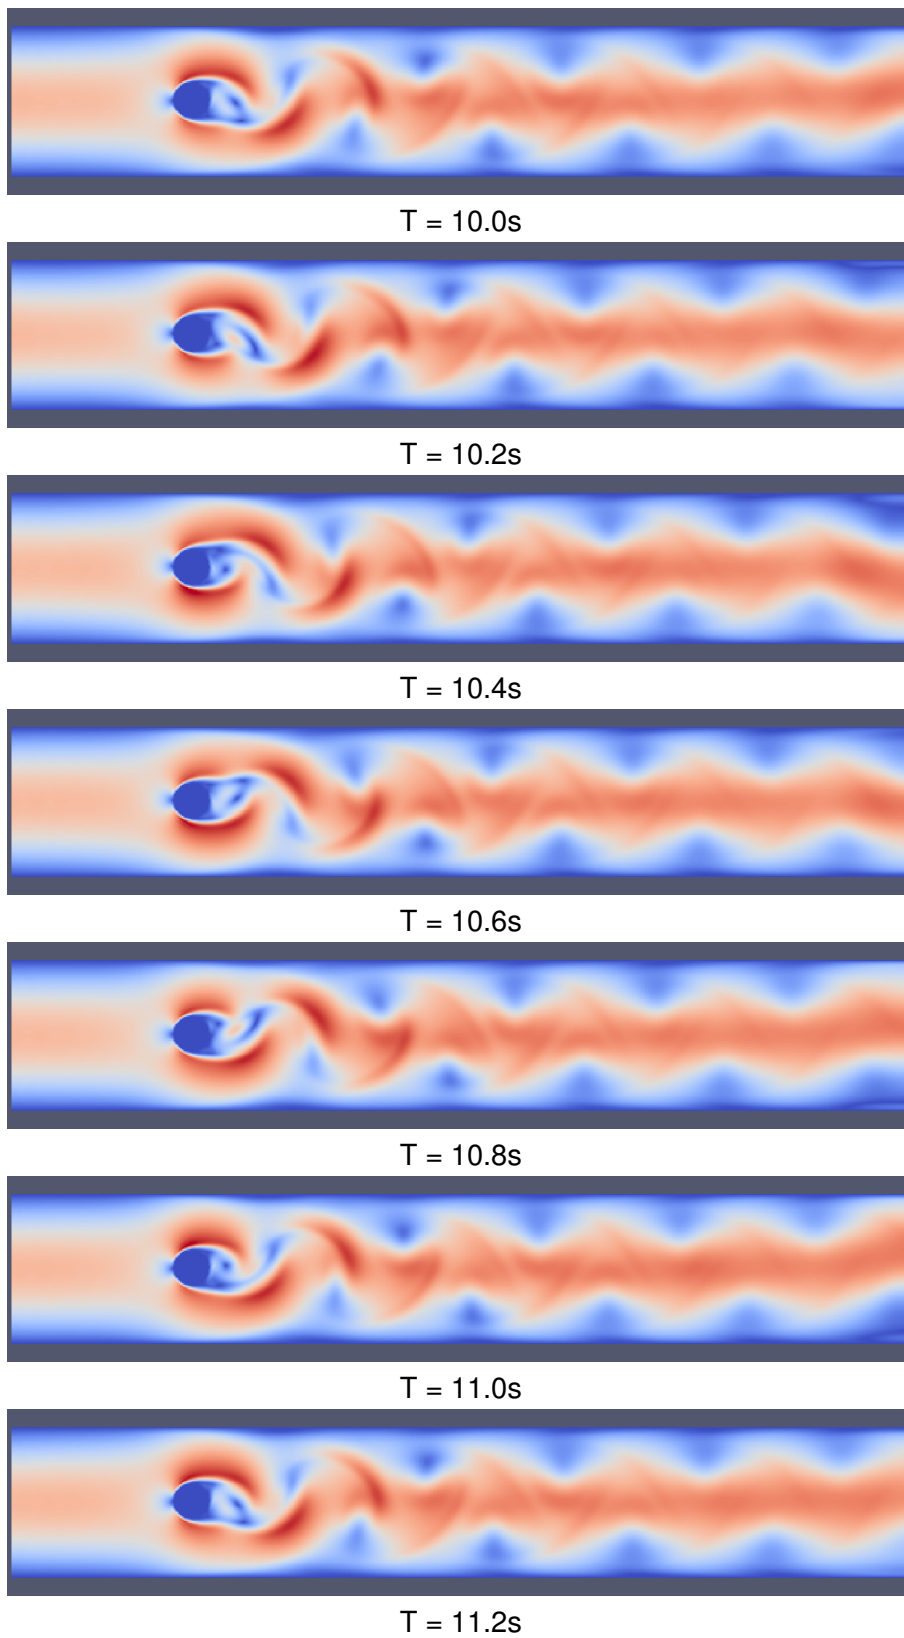 T = 10.0s
T = 10.2s
T = 10.4s
T = 10.6s
T = 10.8s
T = 11.0s
T = 11.2s